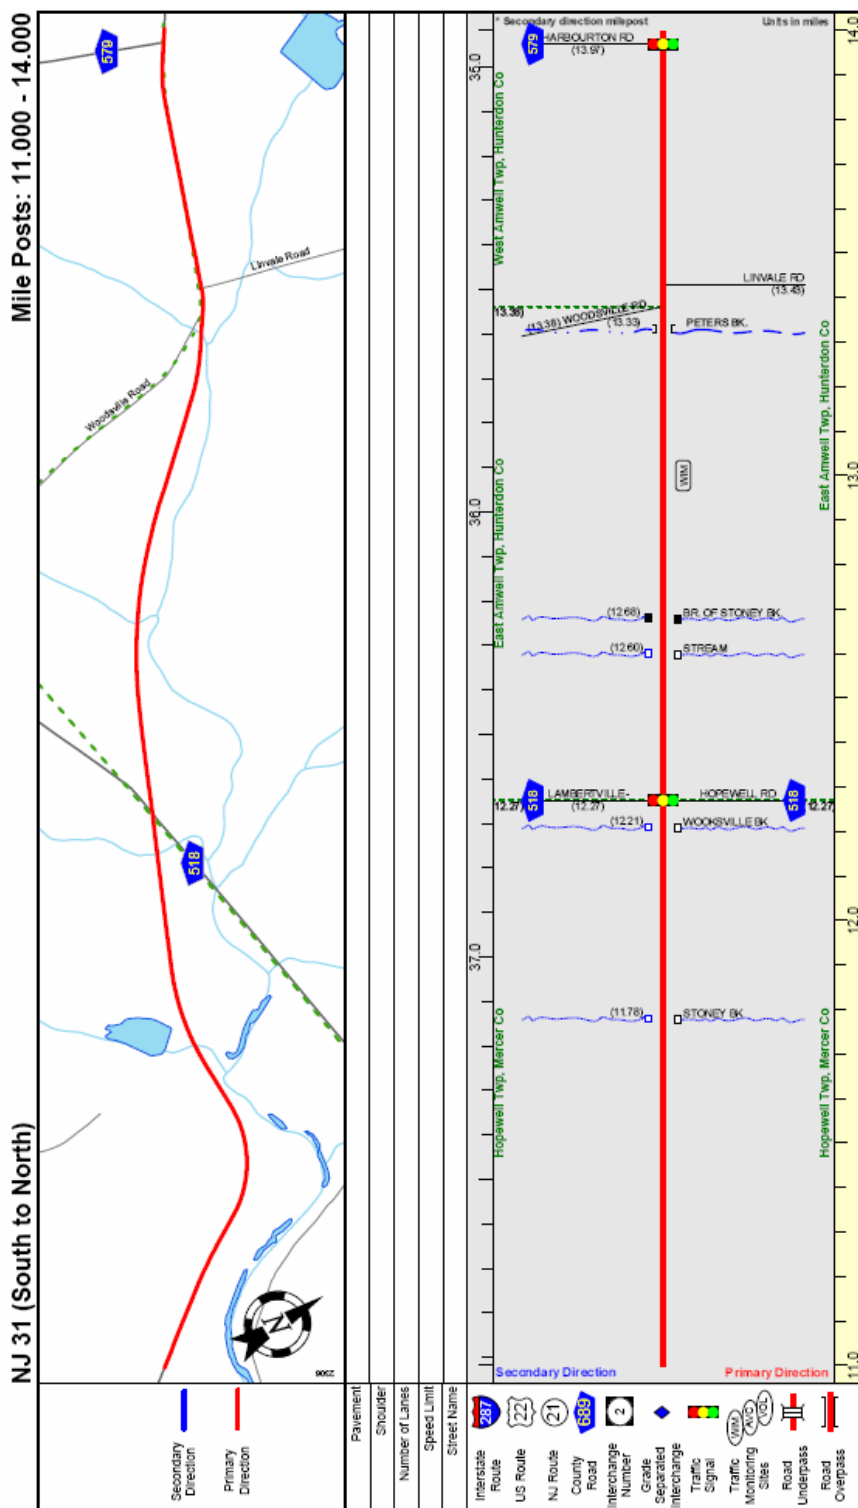 NJ 31 (South to North)
Mile Posts: 11.000 - 14.000
579
Linvale Road
Woodsville Road
518
N
Secondary
Direction
Primary
Direction
Pavement
Shoulder
Number of Lanes
Speed Limit
Street Name
* Secondary direction milepost
Units in miles
37.0
36.0
35.0
Hopewell Twp, Mercer Co
East Amwell Twp, Hunterdon Co
West Amwell Twp, Hunterdon Co
579
HARBOURTON RD
(13.97)
LINVALE RD
(13.43)
(13.38) WOODSVILLE RD
13.38)
(13.33)
PETERS BK.
WIM
(12.68)
BR. OF STONEY BK.
(12.60)
STREAM
518
LAMBERTVILLE-
(12.27)
HOPEWELL RD
518
12.27)
12.27)
(12.21)
WOOKSVILLE BK
(11.78)
STONEY BK
Secondary Direction
Primary Direction
Hopewell Twp, Mercer Co
East Amwell Twp, Hunterdon Co
11.0
12.0
13.0
14.0
287
Interstate
Route
22
US Route
21
NJ Route
689
County
Road
2
Interchange
Number
Grade
Separated
Interchange
Traffic
Signal
WIM
AVC
VOL
Traffic
Monitoring
Sites
Road
Underpass
Road
Overpass